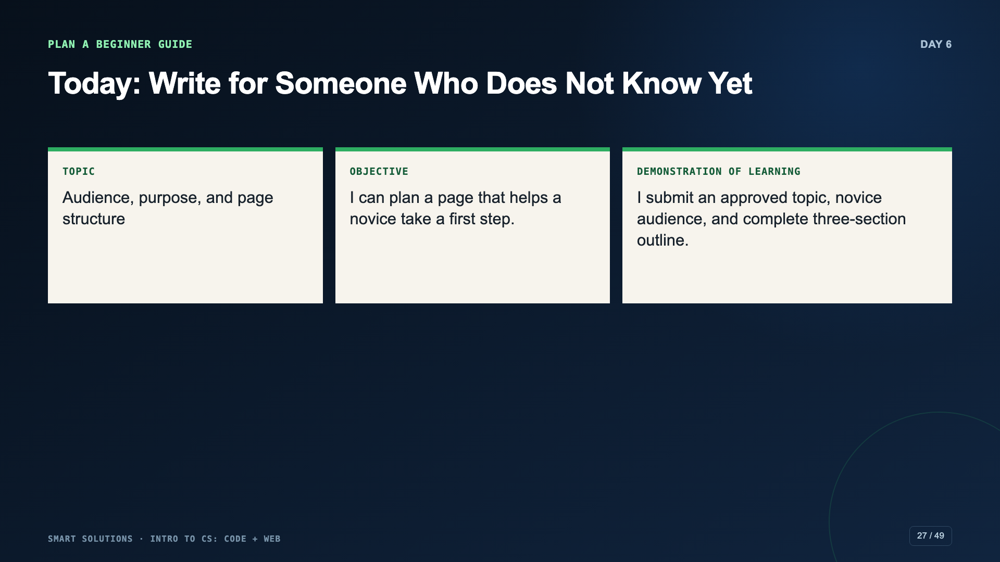 PLAN A BEGINNER GUIDE
DAY 6
Today: Write for Someone Who Does Not Know Yet
TOPIC
Audience, purpose, and page
structure
OBJECTIVE
I can plan a page that helps a
novice take a first step.
DEMONSTRATION OF LEARNING
I submit an approved topic, novice
audience, and complete three-section
outline.
SMART SOLUTIONS · INTRO TO CS: CODE + WEB
27 / 49